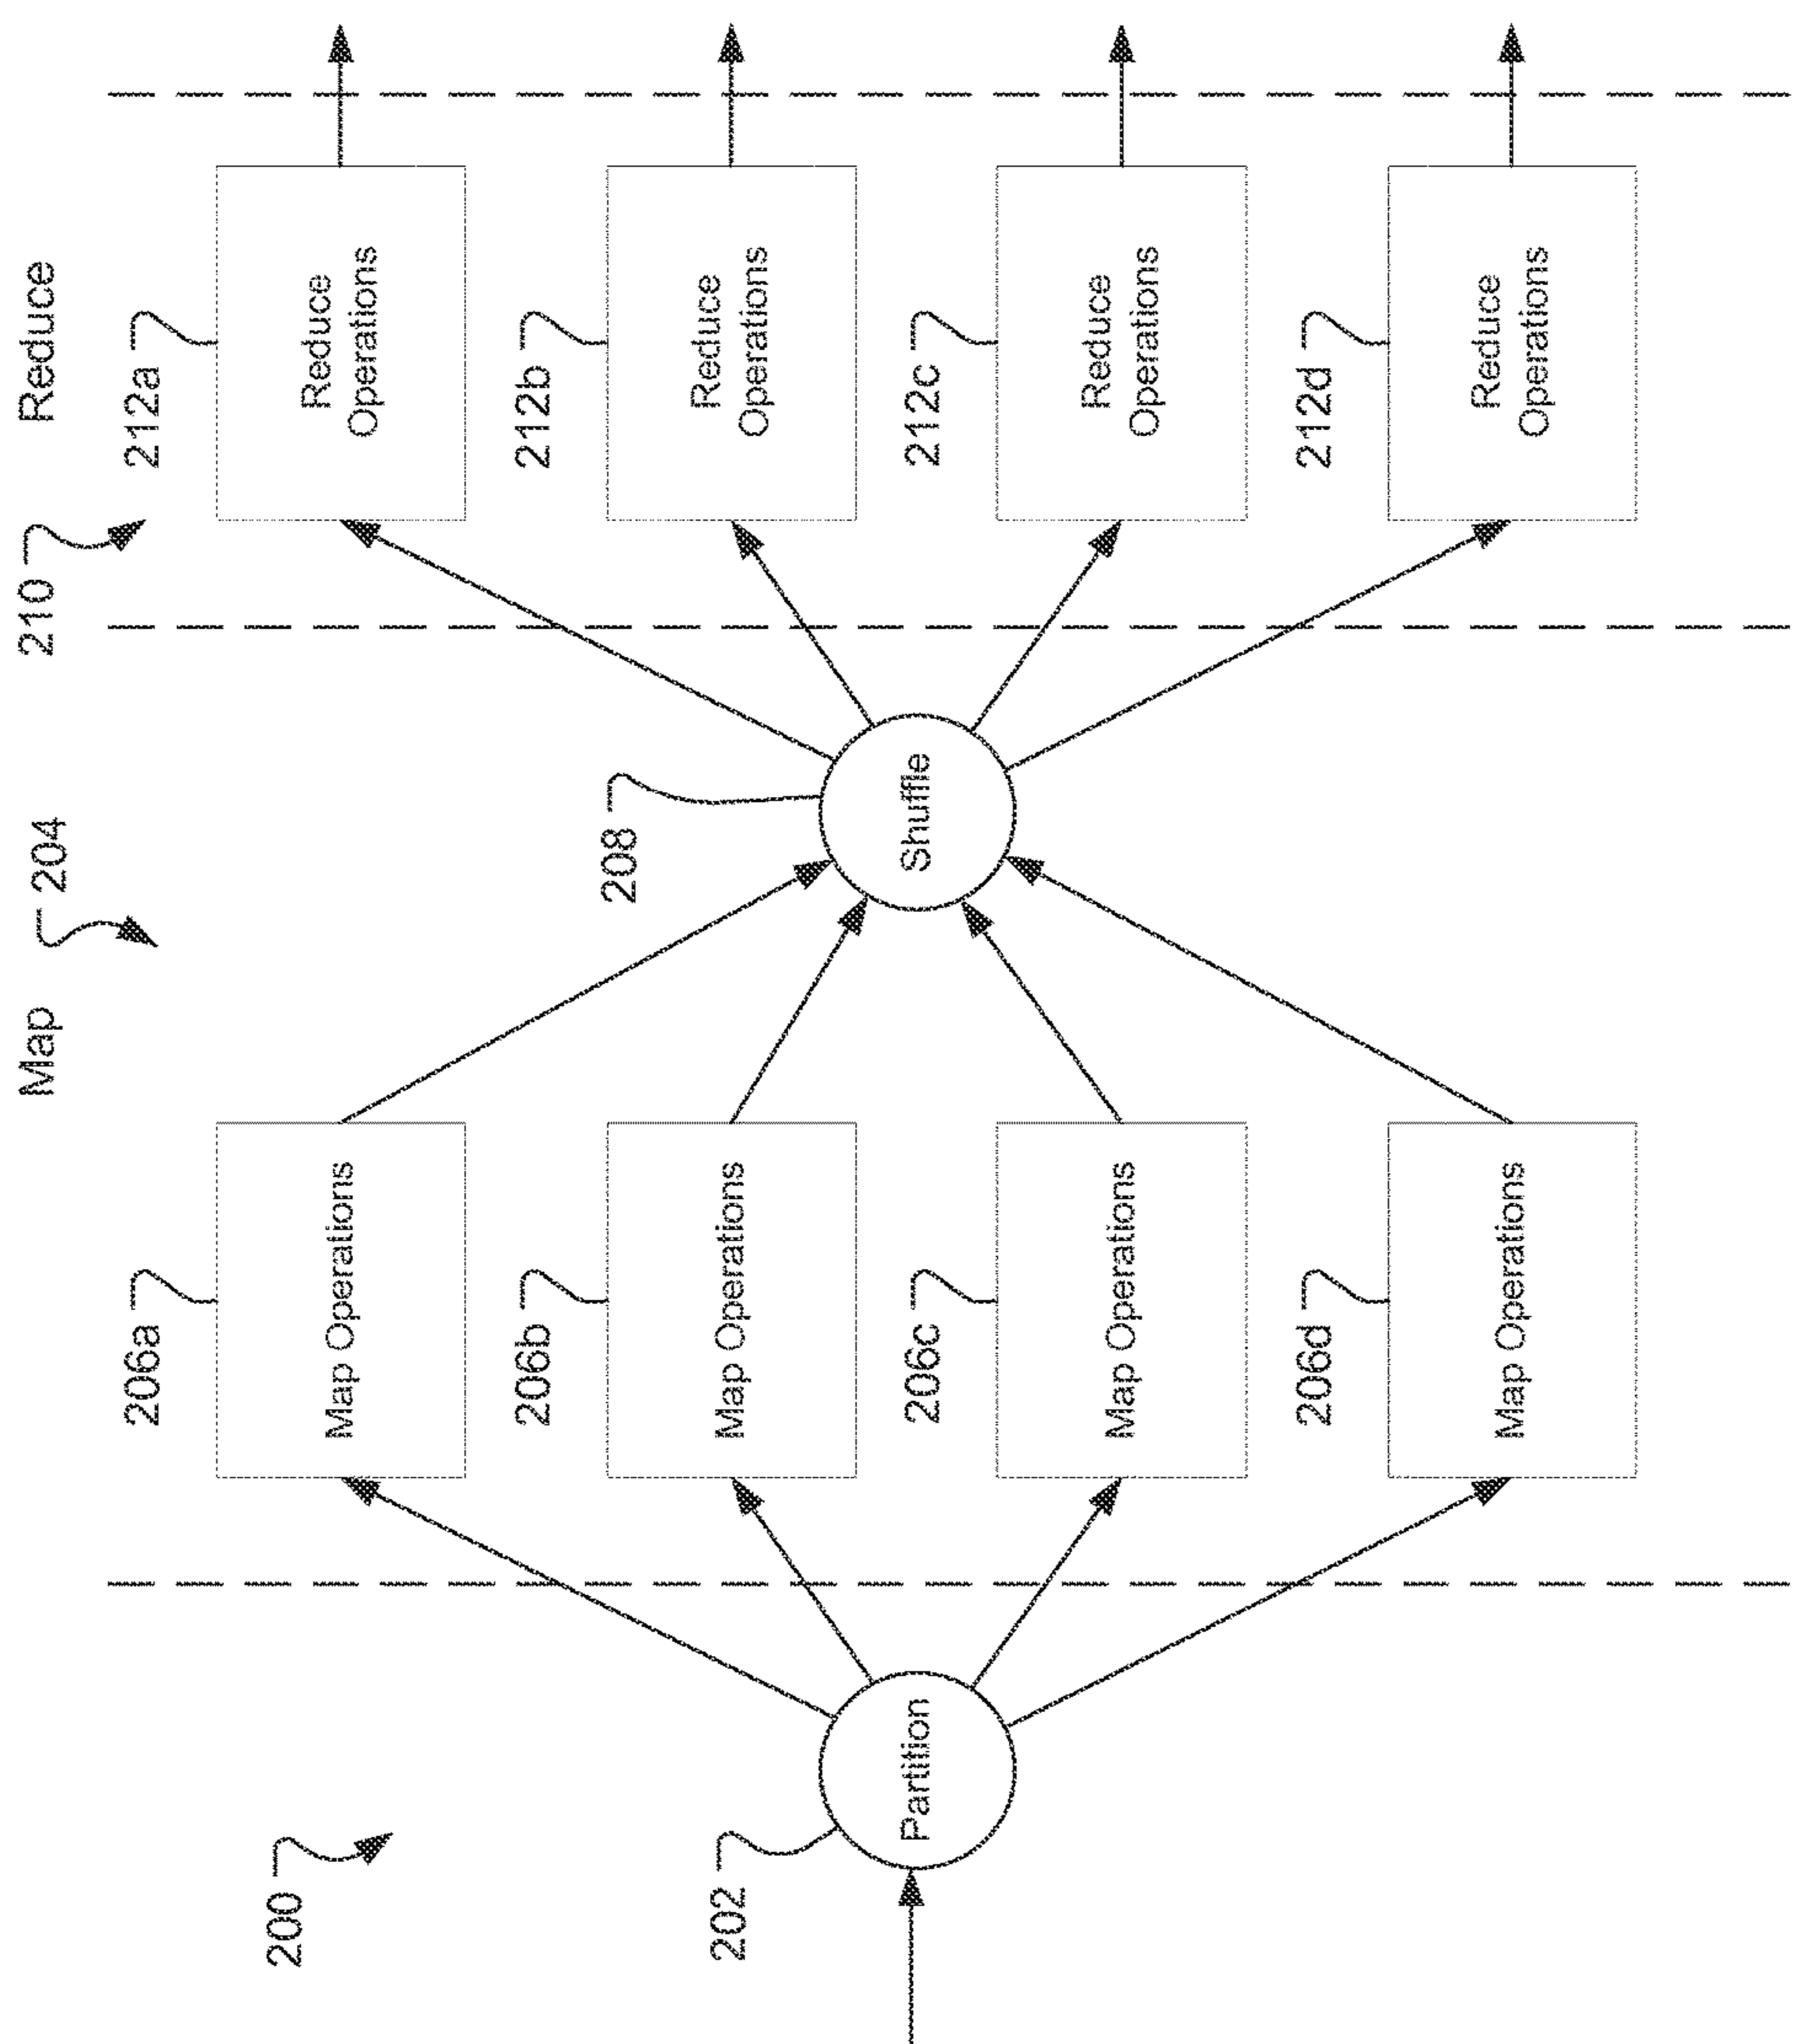 Map
204
Reduce
210
200
206a
Map Operations
212a
Reduce
Operations
206b
Map Operations
212b
Reduce
Operations
208
202
Partition
Shuffle
206c
Map Operations
212c
Reduce
Operations
206d
Map Operations
212d
Reduce
Operations